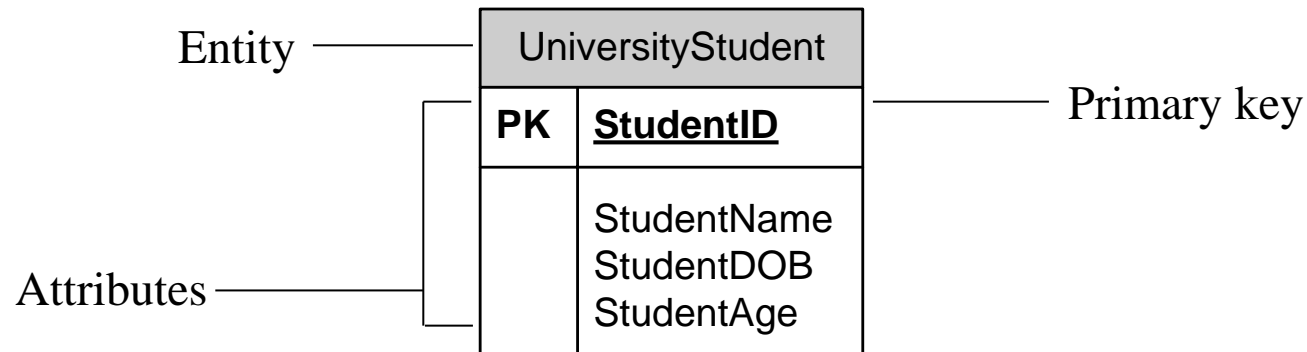 Entity
UniversityStudent
PK StudentID
Primary key
StudentName
StudentDOB
StudentAge
Attributes